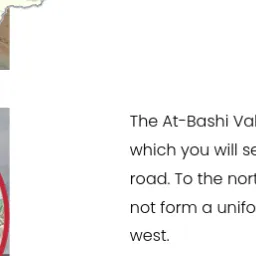 The At-Bashi Val
which you will se
road. To the nort
not form a unifo
west.